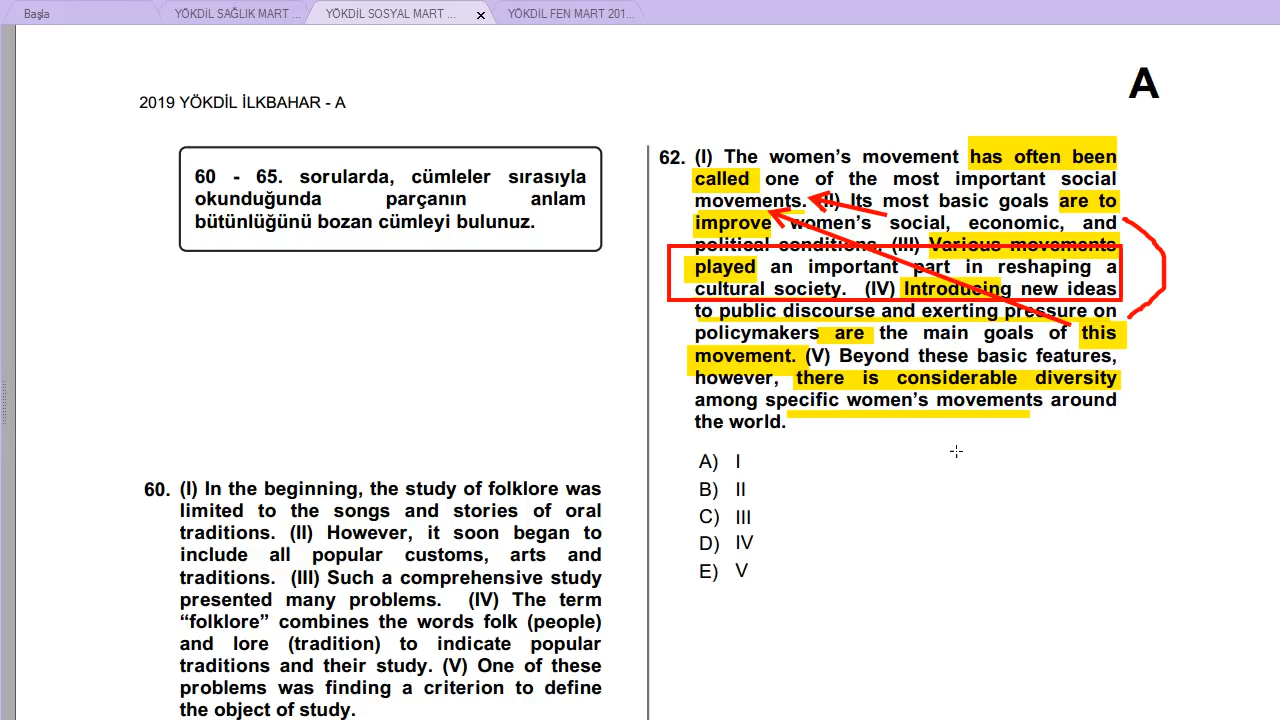 Başla
YÖKDİL SAĞLIK MART ...
YÖKDİL SOSYAL MART ...
YÖKDİL FEN MART 201...
A
2019 YÖKDİL İLKBAHAR - A
60 - 65. sorularda, cümleler sırasıyla
okunduğunda parçanın anlam
bütünlüğünü bozan cümleyi bulunuz.
60. (I) In the beginning, the study of folklore was
limited to the songs and stories of oral
traditions. (II) However, it soon began to
include all popular customs, arts and
traditions. (III) Such a comprehensive study
presented many problems. (IV) The term
“folklore” combines the words folk (people)
and lore (tradition) to indicate popular
traditions and their study. (V) One of these
problems was finding a criterion to define
the object of study.
62. (I) The women’s movement has often been
called one of the most important social
movements. (II) Its most basic goals are to
improve women’s social, economic, and
political conditions. (III) Various movements
played an important part in reshaping a
cultural society. (IV) Introducing new ideas
to public discourse and exerting pressure on
policymakers are the main goals of this
movement. (V) Beyond these basic features,
however, there is considerable diversity
among specific women’s movements around
the world.
A) I
B) II
C) III
D) IV
E) V